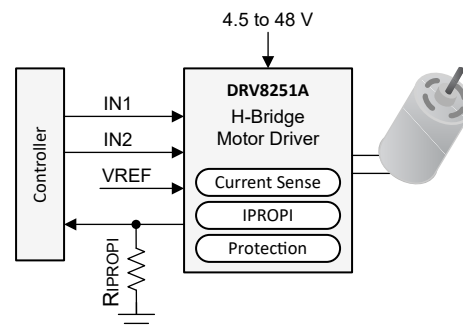 4.5 to 48 V
DRV8251A
H-Bridge
Motor Driver
Controller
IN1
IN2
VREF
Current Sense
IPROPI
Protection
RIPROPI